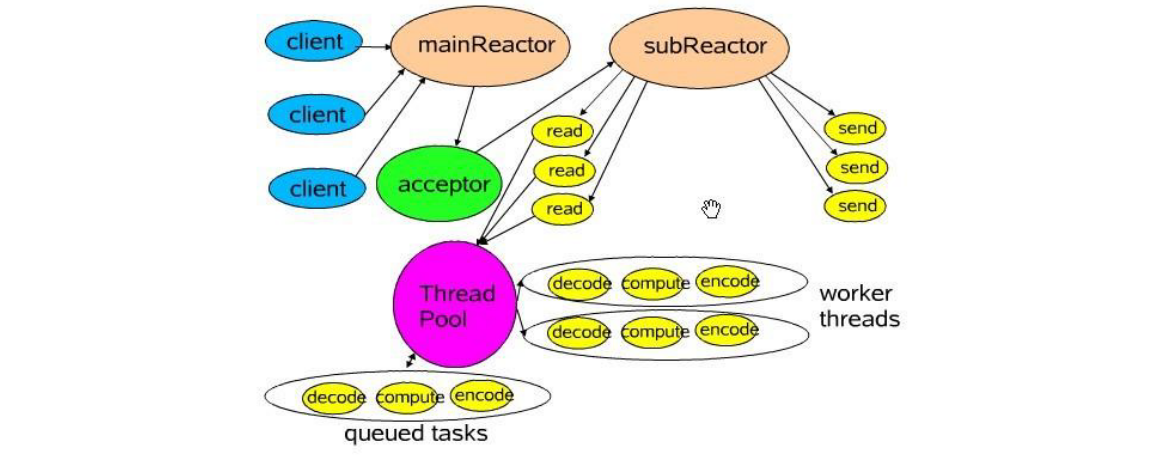 client
mainReactor
subReactor
client
client
acceptor
read
read
read
send
send
send
Thread
Pool
decode compute encode
decode compute encode
worker
threads
decode compute encode
queued tasks